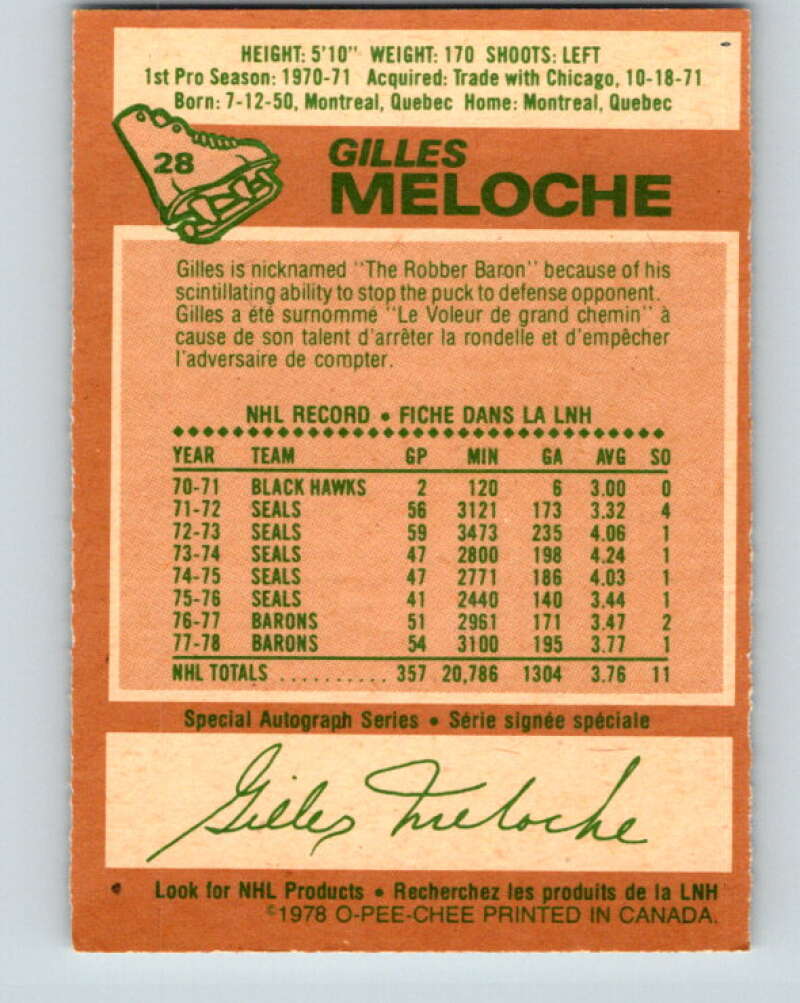 HEIGHT: 5'10" WEIGHT: 170 SHOOTS: LEFT
1st Pro Season: 1970-71 Acquired: Trade with Chicago, 10-18-71
Born: 7-12-50, Montreal, Quebec Home: Montreal, Quebec
28
GILLES
MELOCHE
Gilles is nicknamed "The Robber Baron" because of his
scintillating ability to stop the puck to defense opponent.
Gilles a été surnommé "Le Voleur de grand chemin" à
cause de son talent d'arrêter la rondelle et d'empêcher
l'adversaire de compter.
NHL RECORD • FICHE DANS LA LNH
YEAR TEAM GP MIN GA AVG SO
70-71 BLACK HAWKS 2 120 6 3.00 0
71-72 SEALS 56 3121 173 3.32 4
72-73 SEALS 59 3473 235 4.06 1
73-74 SEALS 47 2800 198 4.24 1
74-75 SEALS 47 2771 186 4.03 1
75-76 SEALS 41 2440 140 3.44 1
76-77 BARONS 51 2961 171 3.47 2
77-78 BARONS 54 3100 195 3.77 1
NHL TOTALS .......... 357 20,786 1304 3.76 11
Special Autograph Series • Série signée spéciale
Gilles Meloche
Look for NHL Products • Recherchez les produits de la LNH
©1978 O-PEE-CHEE PRINTED IN CANADA.